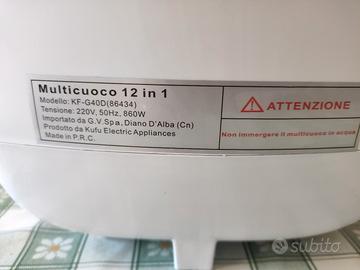 Multicuoco 12 in 1
Modello: KF-G40D(86434)
Tensione: 220V, 50Hz, 860W
Importato da G.V.Spa, Diano D'Alba (Cn)
Prodotto da Kufu Electric Appliances
Made in P.R.C.
ATTENZIONE
Non immergere il multicuoco in acqua
subito